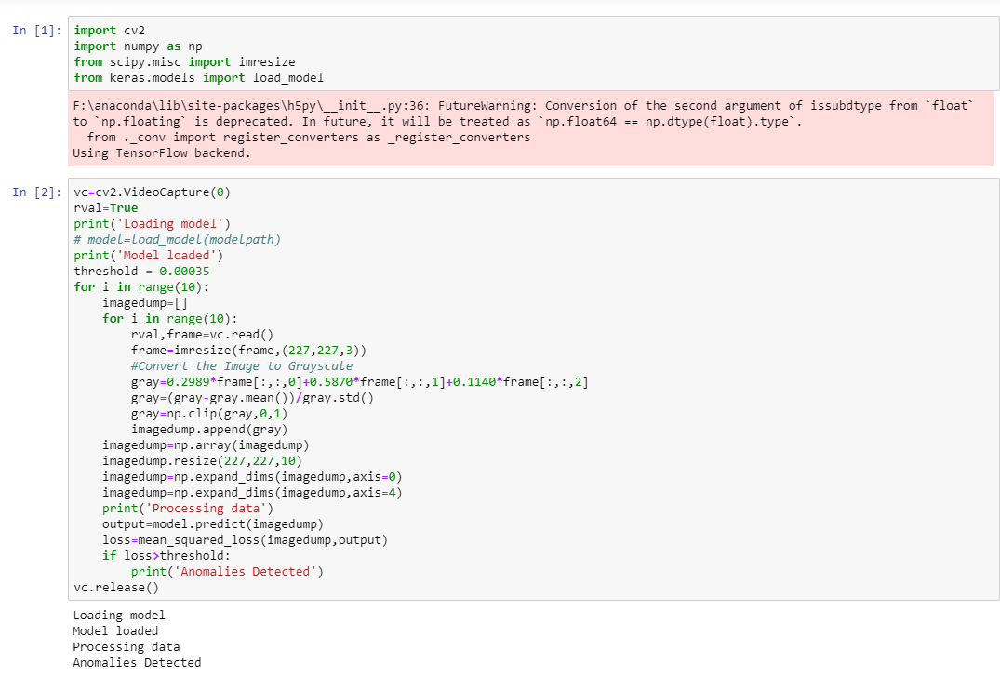 In [1]: import cv2
import numpy as np
from scipy.misc import imresize
from keras.models import load_model
F:\anaconda\lib\site-packages\h5py\__init__.py:36: FutureWarning: Conversion of the second argument of issubdtype from `float`
to `np.floating` is deprecated. In future, it will be treated as `np.float64 == np.dtype(float).type`.
  from ._conv import register_converters as _register_converters
Using TensorFlow backend.
In [2]: vc=cv2.VideoCapture(0)
rval=True
print('Loading model')
# model=load_model(modelpath)
print('Model loaded')
threshold = 0.00035
for i in range(10):
    imagedump=[]
    for i in range(10):
        rval,frame=vc.read()
        frame=imresize(frame,(227,227,3))
        #Convert the Image to Grayscale
        gray=0.2989*frame[:,:,0]+0.5870*frame[:,:,1]+0.1140*frame[:,:,2]
        gray=(gray-gray.mean())/gray.std()
        gray=np.clip(gray,0,1)
        imagedump.append(gray)
    imagedump=np.array(imagedump)
    imagedump.resize(227,227,10)
    imagedump=np.expand_dims(imagedump,axis=0)
    imagedump=np.expand_dims(imagedump,axis=4)
    print('Processing data')
    output=model.predict(imagedump)
    loss=mean_squared_loss(imagedump,output)
    if loss>threshold:
        print('Anomalies Detected')
vc.release()
Loading model
Model loaded
Processing data
Anomalies Detected